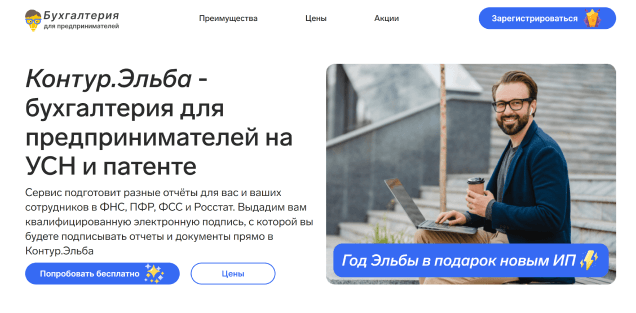 Бухгалтерия
для предпринимателей
Преимущества
Цены
Акции
Зарегистрироваться
Контур.Эльба -
бухгалтерия для
предпринимателей на
УСН и патенте
Сервис подготовит разные отчёты для вас и ваших
сотрудников в ФНС, ПФР, ФСС и Росстат. Выдадим вам
квалифицированную электронную подпись, с которой вы
будете подписывать отчеты и документы прямо в
Контур.Эльба
Попробовать бесплатно
Цены
Год Эльбы в подарок новым ИП